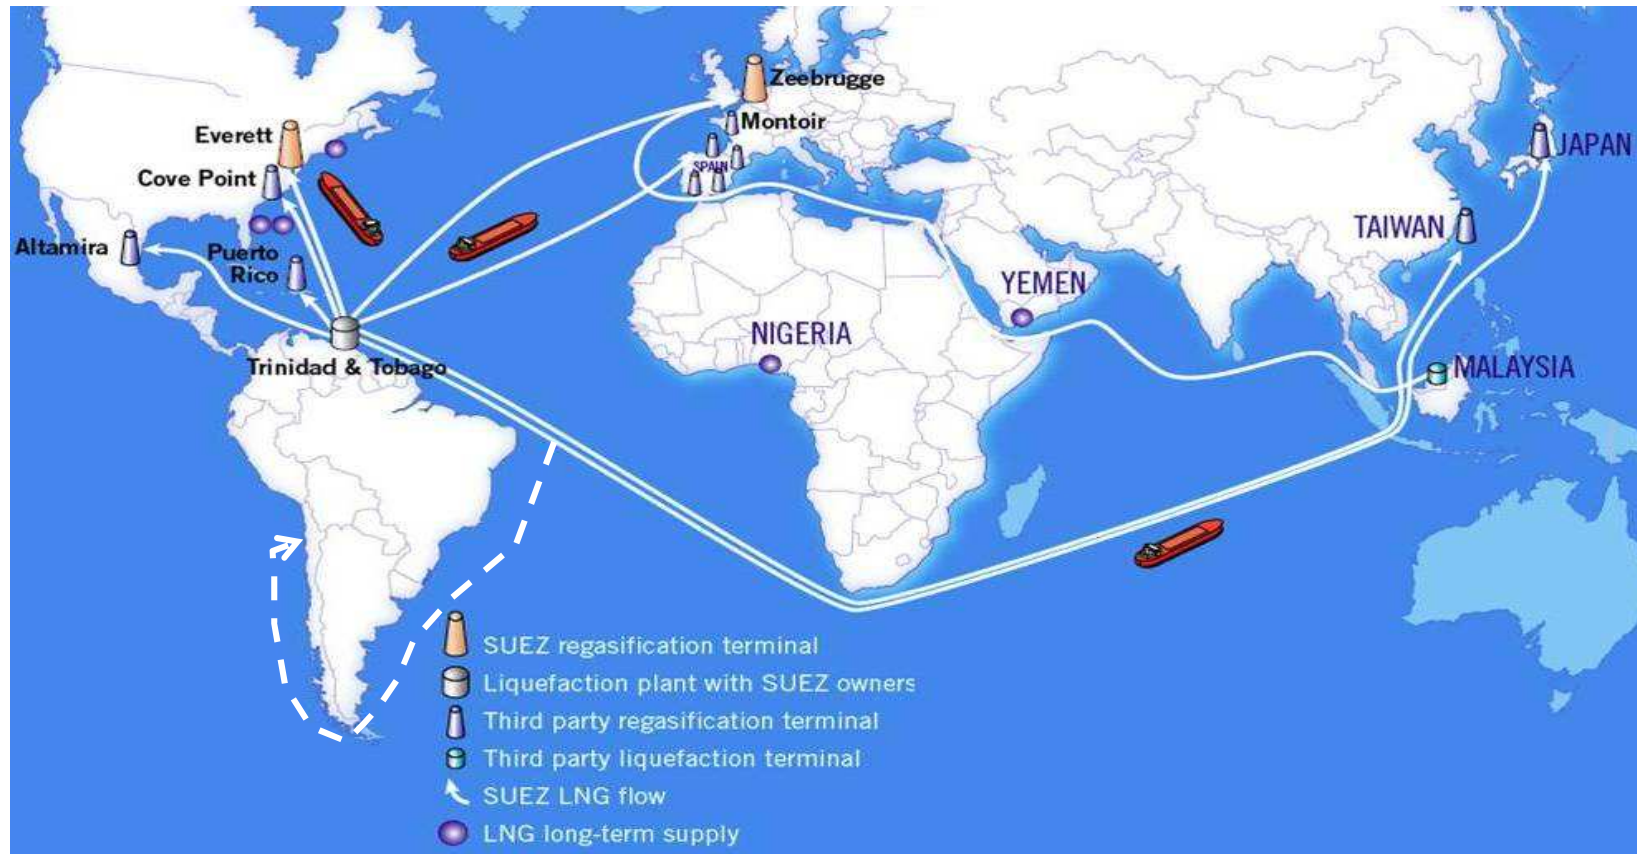 Zeebrugge
Montoir
Everett
JAPAN
Cove Point
SPAIN
TAIWAN
Altamira
Puerto
Rico
YEMEN
NIGERIA
Trinidad & Tobago
MALAYSIA
SUEZ regasification terminal
Liquefaction plant with SUEZ owners
Third party regasification terminal
Third party liquefaction terminal
SUEZ LNG flow
LNG long-term supply